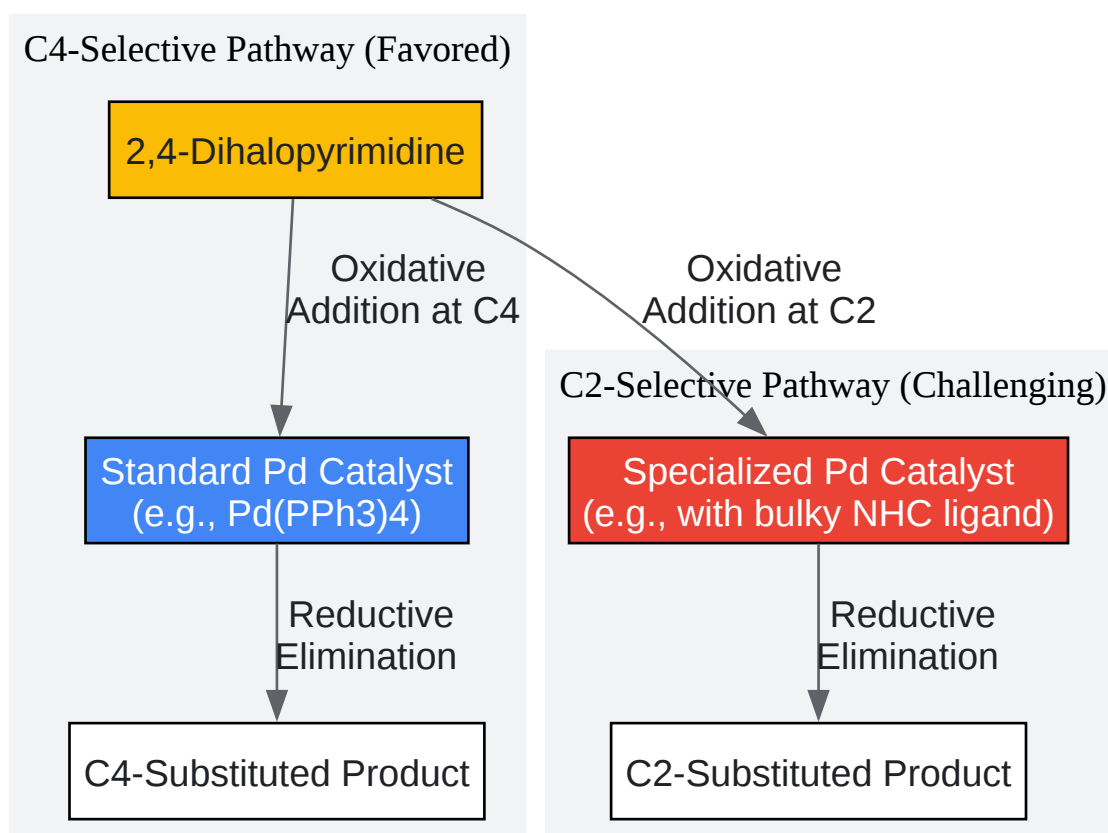 C4-Selective Pathway (Favored)
2,4-Dihalopyrimidine
Oxidative
Addition at C4
Oxidative
Addition at C2
C2-Selective Pathway (Challenging)
Standard Pd Catalyst
(e.g., Pd(PPh3)4)
Specialized Pd Catalyst
(e.g., with bulky NHC ligand)
Reductive
Elimination
Reductive
Elimination
C4-Substituted Product
C2-Substituted Product